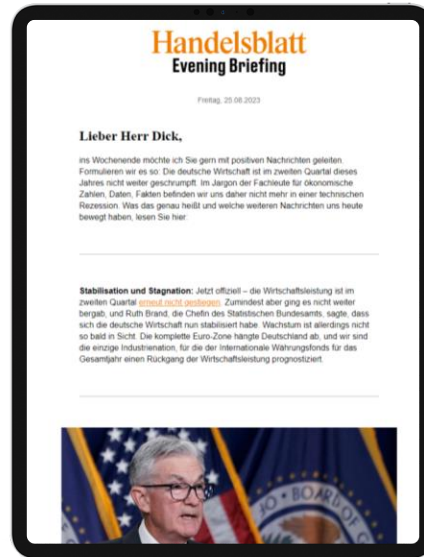 Handelsblatt
Evening Briefing
Freitag, 25.08.2023
Lieber Herr Dick,
ins Wochenende möchte ich Sie gern mit positiven Nachrichten geleiten.
Formulieren wir es so: Die deutsche Wirtschaft ist im zweiten Quartal dieses
Jahres nicht weiter geschrumpft. Im Jargon der Fachleute für ökonomische
Zahlen, Daten, Fakten befinden wir uns daher nicht mehr in einer technischen
Rezession. Was das genau heißt und welche weiteren Nachrichten uns heute
bewegt haben, lesen Sie hier:
Stabilisation und Stagnation: Jetzt offiziell – die Wirtschaftsleistung ist im
zweiten Quartal erneut nicht gestiegen. Zumindest aber ging es nicht weiter
bergab, und Ruth Brand, die Chefin des Statistischen Bundesamts, sagte, dass
sich die deutsche Wirtschaft nun stabilisiert habe. Wachstum ist allerdings nicht
so bald in Sicht. Die komplette Euro-Zone hängte Deutschland ab, und wir sind
die einzige Industrienation, für die der Internationale Währungsfonds für das
Gesamtjahr einen Rückgang der Wirtschaftsleistung prognostiziert.
BOARD OF